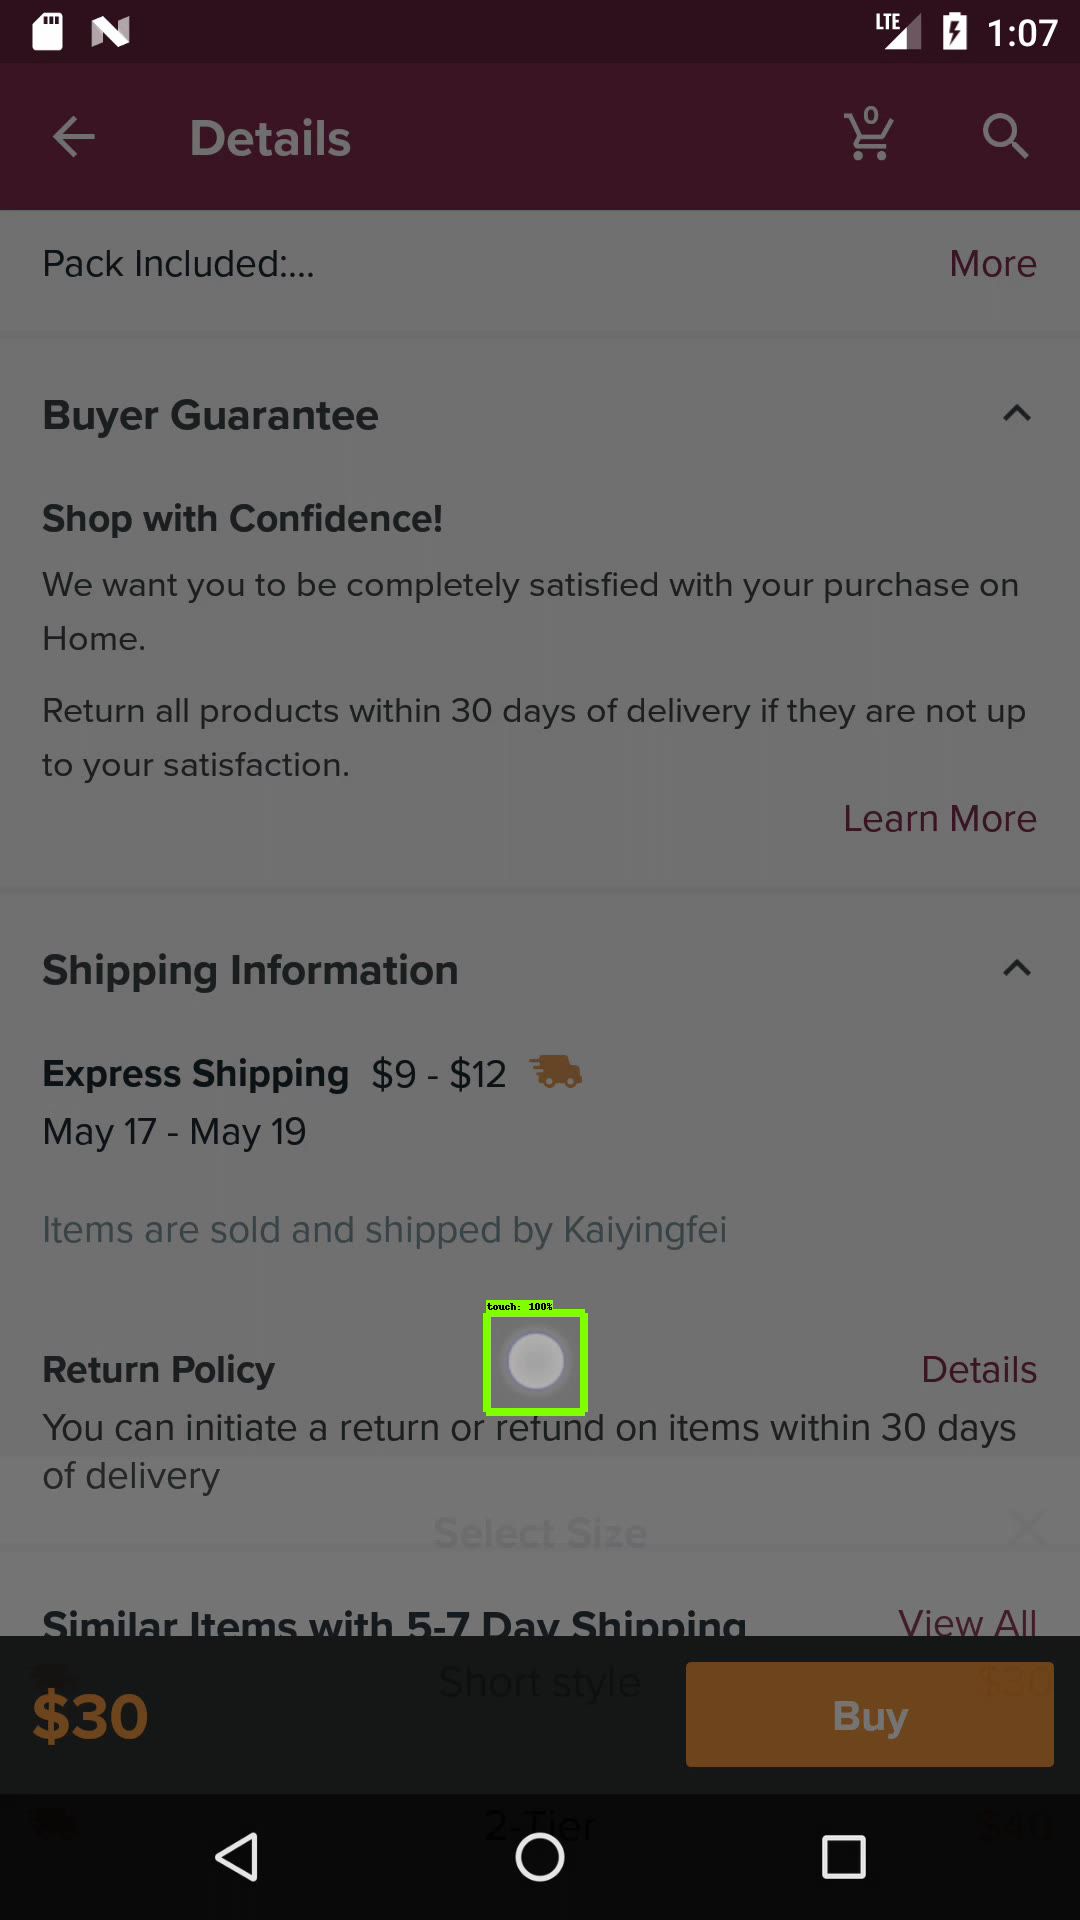 LTE 1:07
Details 0
Pack Included:... More
Buyer Guarantee
Shop with Confidence!
We want you to be completely satisfied with your purchase on
Home.
Return all products within 30 days of delivery if they are not up
to your satisfaction.
Learn More
Shipping Information
Express Shipping $9 - $12
May 17 - May 19
Items are sold and shipped by Kaiyingfei
touch: 100%
Return Policy Details
You can initiate a return or refund on items within 30 days
of delivery
Select Size
Similar Items with 5-7 Day Shipping View All
Short style $30
$30 Buy
2-Tier $40